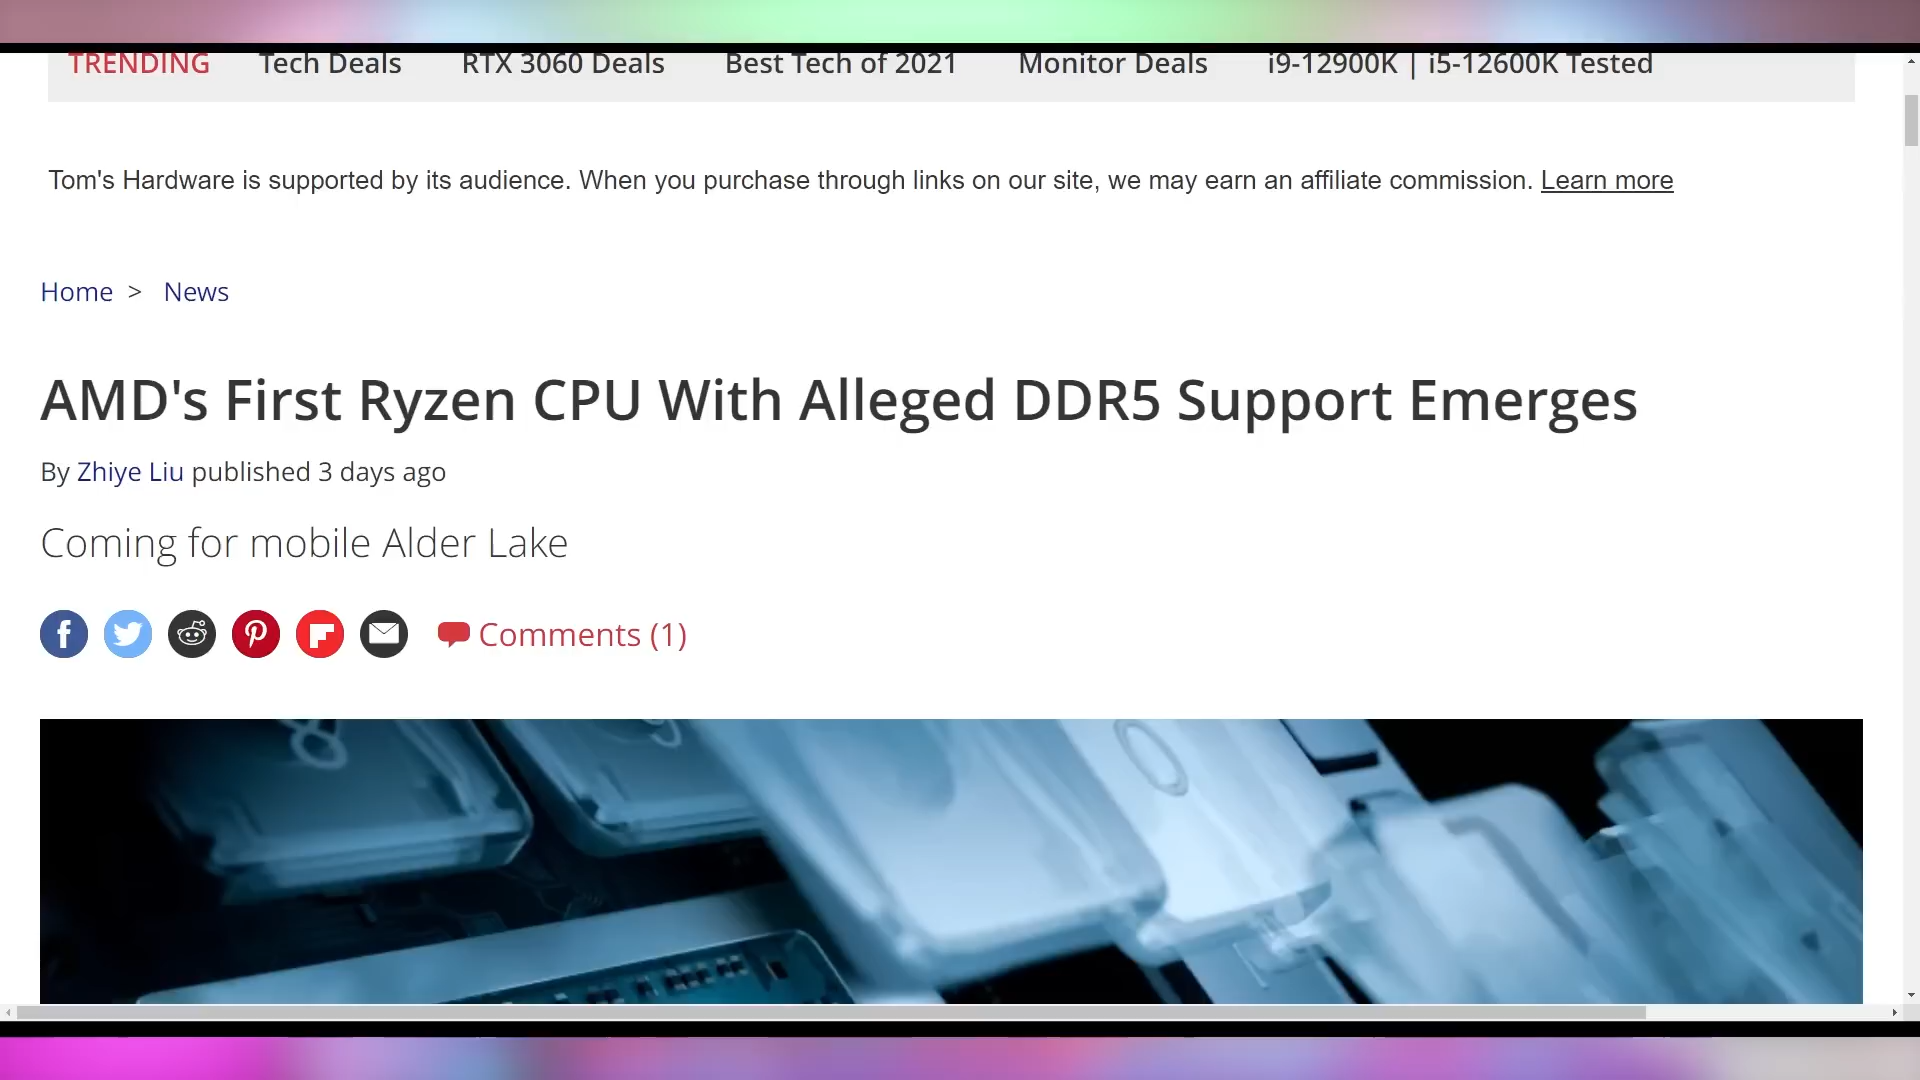 TRENDING Tech Deals RTX 3060 Deals Best Tech of 2021 Monitor Deals i9-12900K | i5-12600K Tested
Tom's Hardware is supported by its audience. When you purchase through links on our site, we may earn an affiliate commission. Learn more
Home > News
AMD's First Ryzen CPU With Alleged DDR5 Support Emerges
By Zhiye Liu published 3 days ago
Coming for mobile Alder Lake
Comments (1)